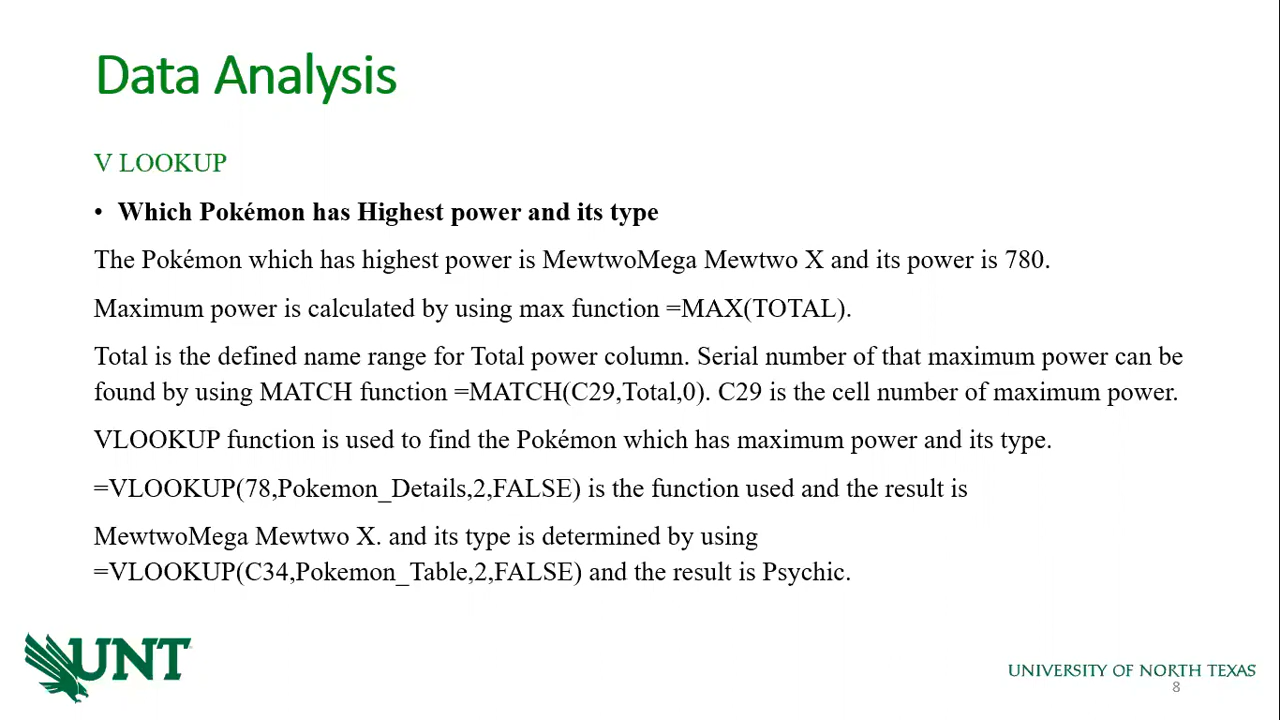 Data Analysis
V LOOKUP
• Which Pokémon has Highest power and its type
The Pokémon which has highest power is MewtwoMega Mewtwo X and its power is 780.
Maximum power is calculated by using max function =MAX(TOTAL).
Total is the defined name range for Total power column. Serial number of that maximum power can be
found by using MATCH function =MATCH(C29,Total,0). C29 is the cell number of maximum power.
VLOOKUP function is used to find the Pokémon which has maximum power and its type.
=VLOOKUP(78,Pokemon_Details,2,FALSE) is the function used and the result is
MewtwoMega Mewtwo X. and its type is determined by using
=VLOOKUP(C34,Pokemon_Table,2,FALSE) and the result is Psychic.
UNT
UNIVERSITY OF NORTH TEXAS
8